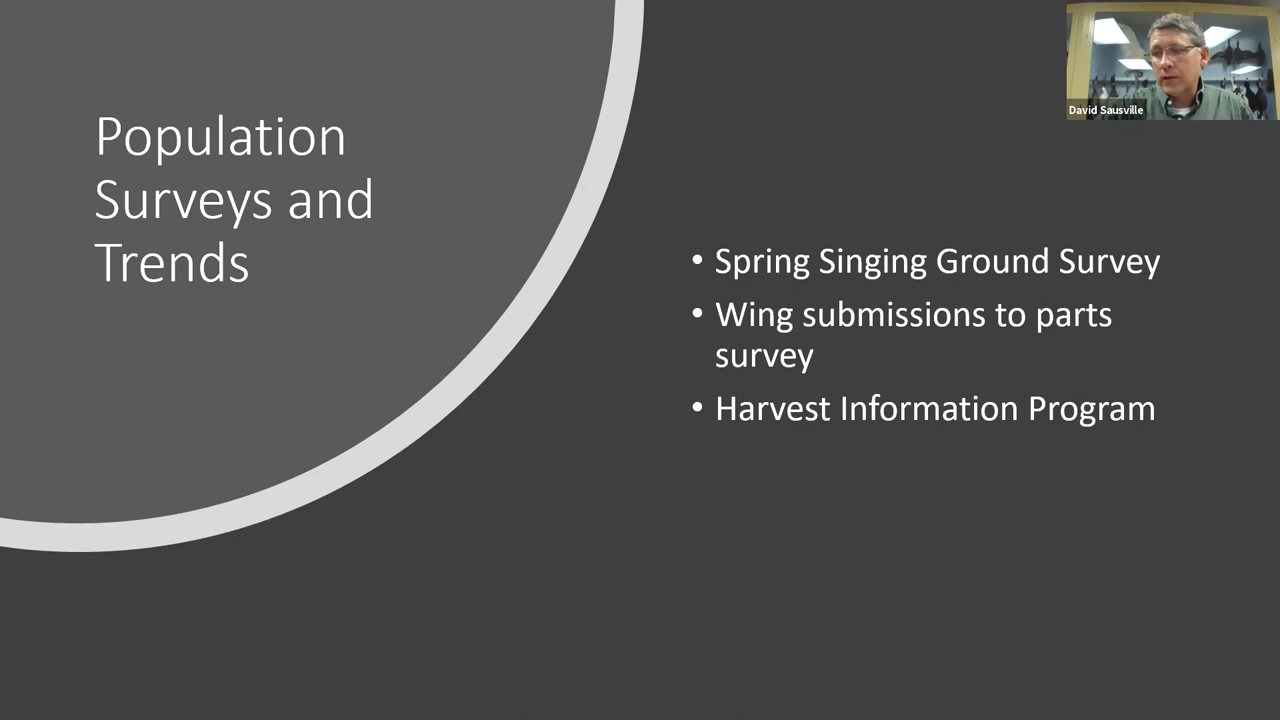 Population
Surveys and
Trends
• Spring Singing Ground Survey
• Wing submissions to parts
survey
• Harvest Information Program
David Sausville